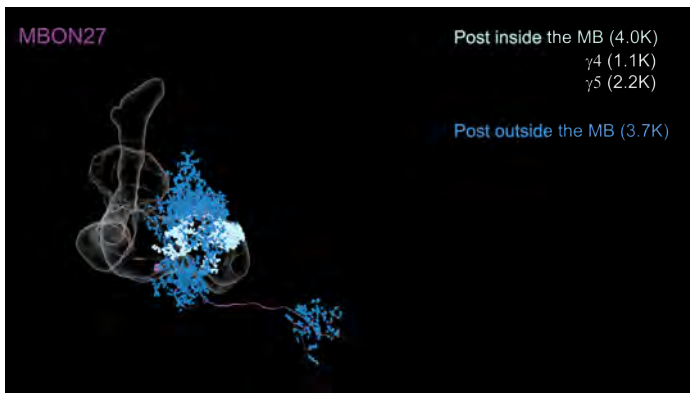 MBON27
Post inside the MB (4.0K)
γ4 (1.1K)
γ5 (2.2K)
Post outside the MB (3.7K)